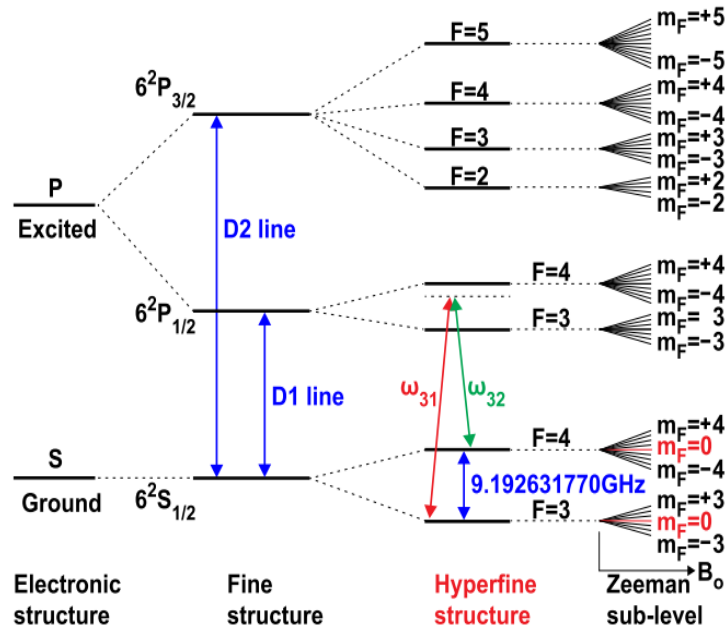 F=5
m_F=+5
m_F=−5
6²P₃/₂
F=4
m_F=+4
m_F=−4
F=3
m_F=+3
m_F=−3
F=2
m_F=+2
m_F=−2
P
Excited
D2 line
6²P₁/₂
F=4
m_F=+4
m_F=−4
F=3
m_F= 3
m_F=−3
D1 line
ω₃₁
ω₃₂
S
Ground
6²S₁/₂
F=4
m_F=+4
m_F=0
m_F=−4
9.192631770GHz
F=3
m_F=+3
m_F=0
m_F=−3
B₀
Electronic
structure
Fine
structure
Hyperfine
structure
Zeeman
sub-level